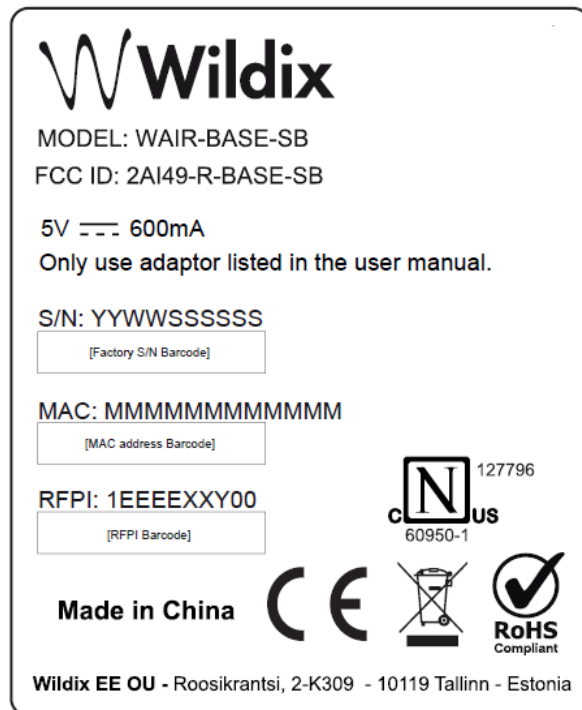 Wildix
MODEL: WAIR-BASE-SB
FCC ID: 2AI49-R-BASE-SB
5V 600mA
Only use adaptor listed in the user manual.
S/N: YYWWSSSSSS
[Factory S/N Barcode]
MAC: MMMMMMMMMMMM
[MAC address Barcode]
RFPI: 1EEEEXXY00
[RFPI Barcode]
N
127796
C US
60950-1
Made in China
CE
RoHS
Compliant
Wildix EE OU - Roosikrantsi, 2-K309 - 10119 Tallinn - Estonia